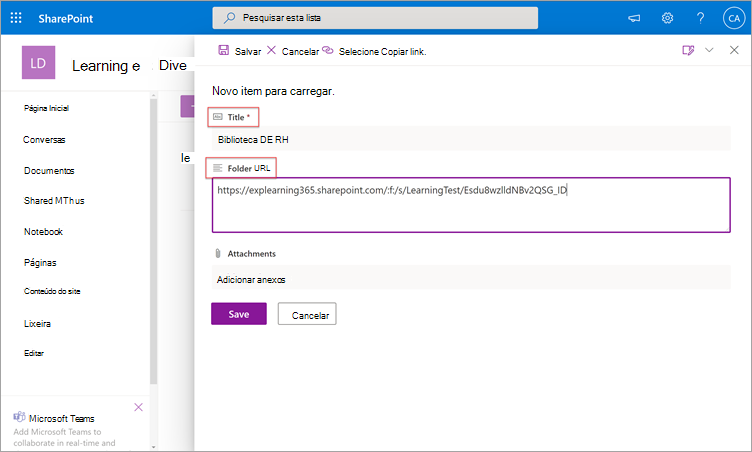 SharePoint
Pesquisar esta lista
CA
LD
Learning e Dive
Salvar Cancelar Selecione Copiar link.
Novo item para carregar.
Title *
Biblioteca DE RH
Folder URL
https://explearning365.sharepoint.com/:f:/s/LearningTest/Esdu8wzlldNBv2QSG_ID
Attachments
Adicionar anexos
Save Cancelar
Página Inicial
Conversas
Documentos
Shared MTh us
Notebook
Páginas
Conteúdo do site
Lixeira
Editar
le
Microsoft Teams
Add Microsoft Teams to
collaborate in real-time and